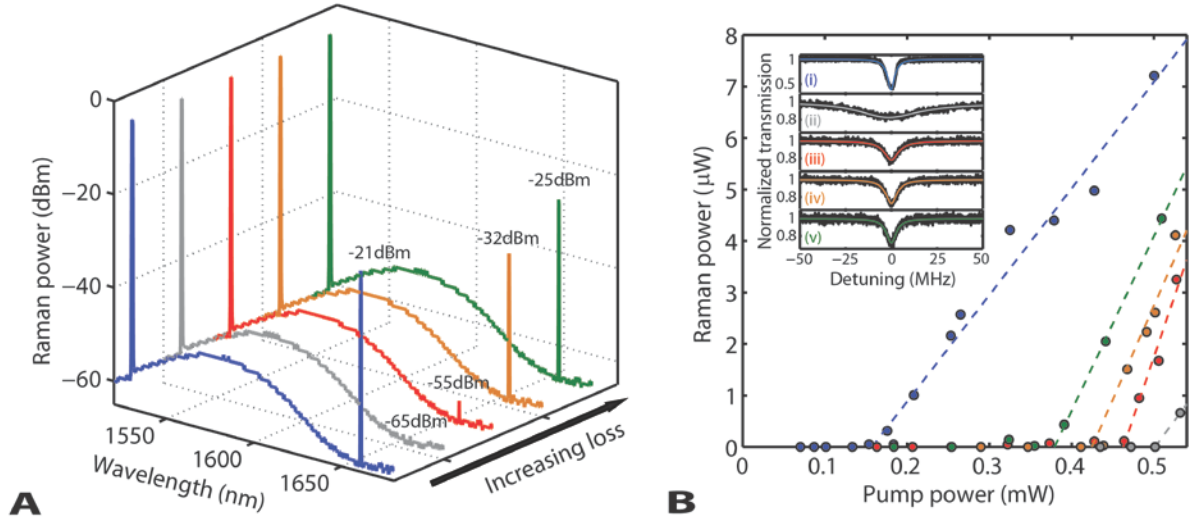 0
−20
−40
−60
Raman power (dBm)
1550
1600
1650
Wavelength (nm)
-21dBm
-65dBm
-55dBm
-32dBm
-25dBm
Increasing loss
A
8
7
6
5
4
3
2
1
0
Raman power (μW)
0
0.1
0.2
0.3
0.4
0.5
Pump power (mW)
B
Normalized transmission
1
0.5
(i)
1
0.8
(ii)
1
0.8
(iii)
1
0.8
(iv)
1
0.8
(v)
−50
−25
0
25
50
Detuning (MHz)